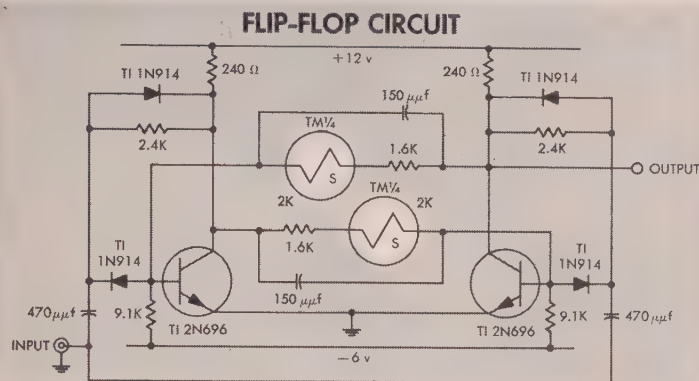 FLIP-FLOP CIRCUIT
+12 v
240 Ω
240 Ω
TI 1N914
TI 1N914
150 μμf
TM¼
2.4K
1.6K
2.4K
S
OUTPUT
TM¼
2K
2K
S
1.6K
TI
1N914
TI
1N914
150 μμf
470μμf
9.1K
TI 2N696
TI 2N696
9.1K
470μμf
INPUT
−6 v